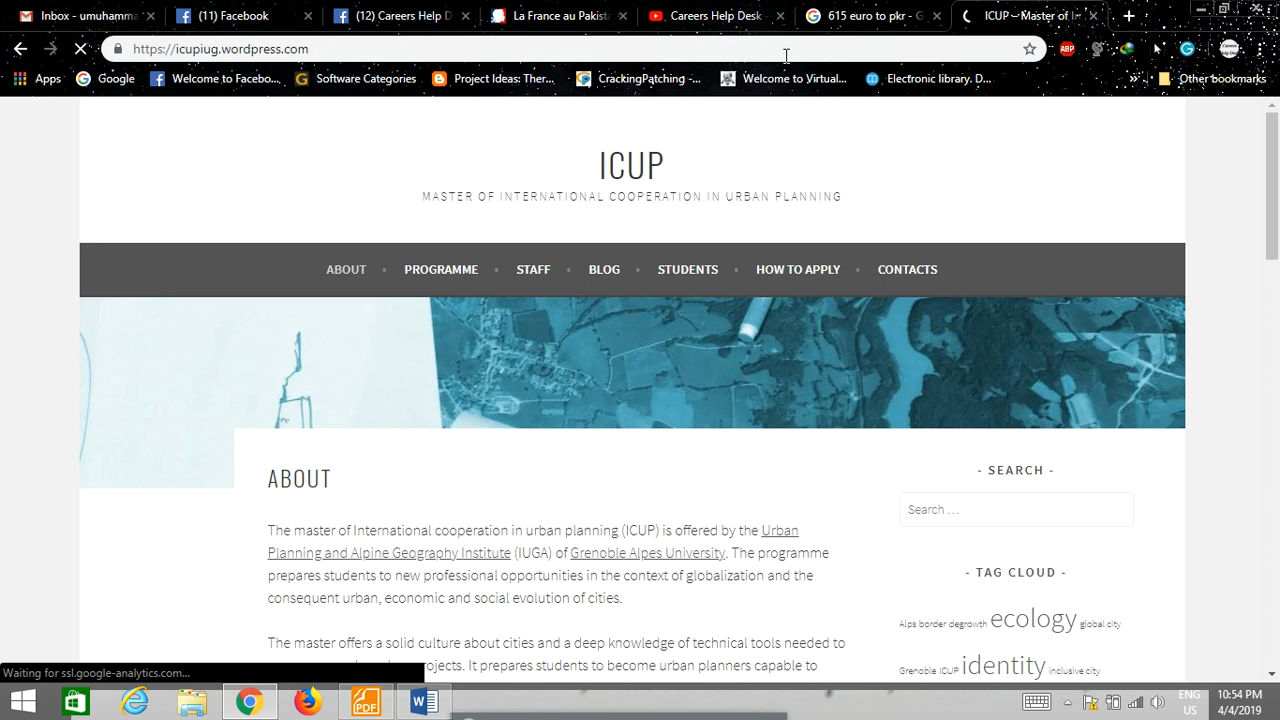 Inbox - umuhamm
(11) Facebook
(12) Careers Help D
La France au Pakist
Careers Help Desk
615 euro to pkr - G
ICUP – Master of I
https://icupiug.wordpress.com
ABP
Apps
Google
Welcome to Facebo...
Software Categories
Project Ideas: Ther...
CrackingPatching -...
Welcome to Virtual...
Electronic library. D...
Other bookmarks
ICUP
MASTER OF INTERNATIONAL COOPERATION IN URBAN PLANNING
ABOUT • PROGRAMME • STAFF • BLOG • STUDENTS • HOW TO APPLY • CONTACTS
ABOUT
The master of International cooperation in urban planning (ICUP) is offered by the Urban
Planning and Alpine Geography Institute (IUGA) of Grenoble Alpes University. The programme
prepares students to new professional opportunities in the context of globalization and the
consequent urban, economic and social evolution of cities.
The master offers a solid culture about cities and a deep knowledge of technical tools needed to
It prepares students to become urban planners capable to
- SEARCH -
Search …
- TAG CLOUD -
Alps border degrowth ecology global city
Grenoble ICUP identity inclusive city
Waiting for ssl.google-analytics.com...
PDF
ENG
US
10:54 PM
4/4/2019